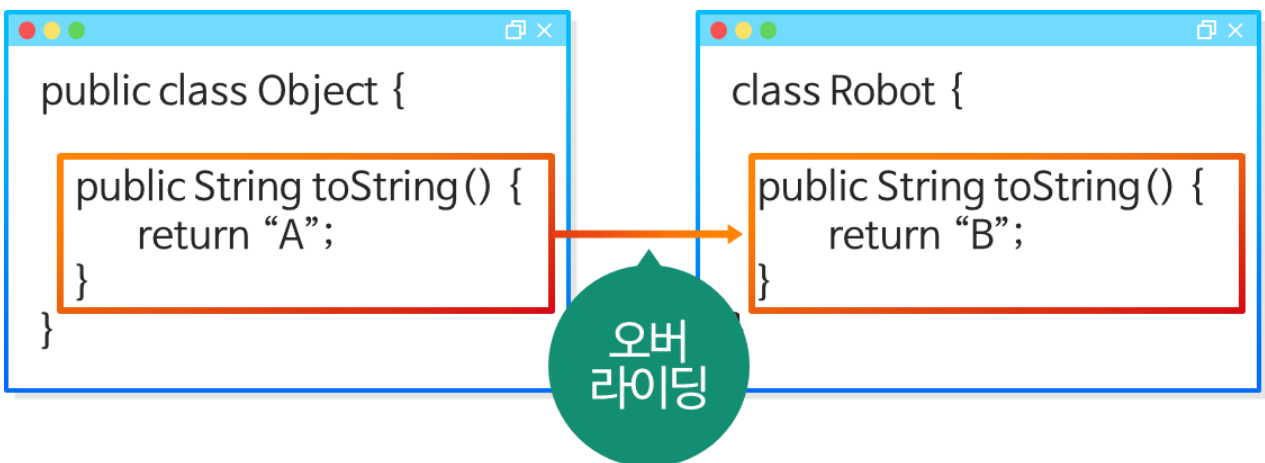 public class Object {
public String toString() {
return “A”;
}
}
class Robot {
public String toString() {
return “B”;
}
}
오버
라이딩